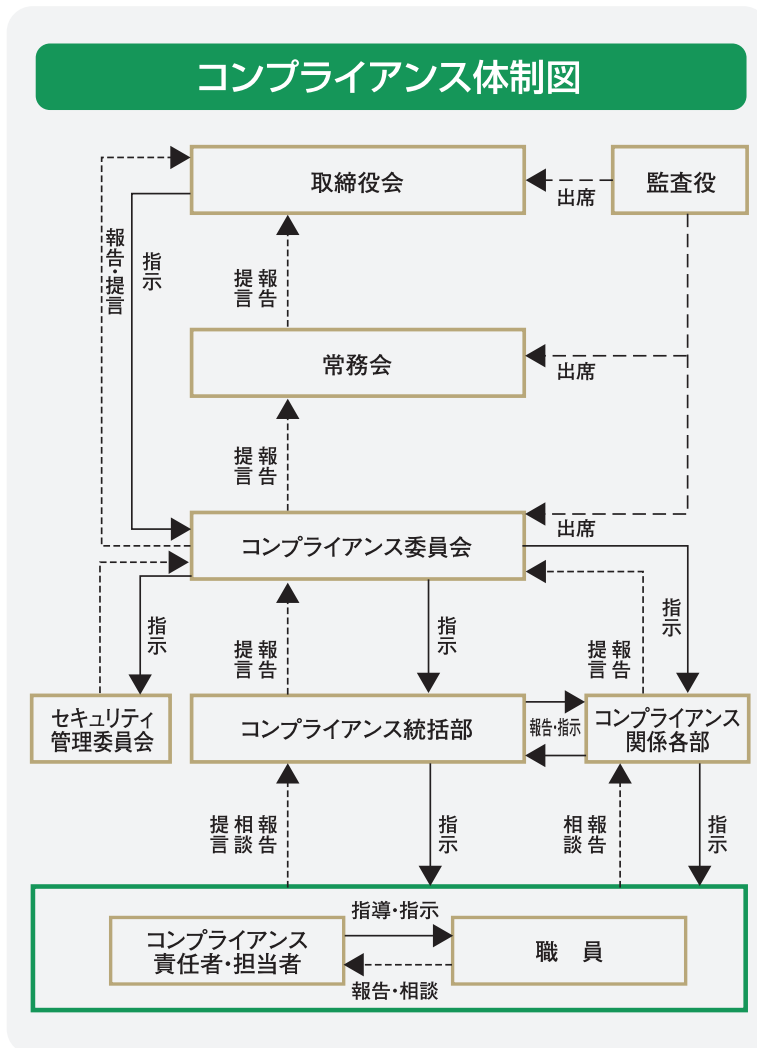 コンプライアンス体制図
取締役会
監査役
出席
報告・提言
指示
報告
提言
常務会
出席
報告
提言
出席
コンプライアンス委員会
指示
報告
提言
指示
報告
提言
指示
セキュリティ
管理委員会
コンプライアンス統括部
報告・指示
コンプライアンス
関係各部
報告
相談
提言
指示
報告
相談
指示
指導・指示
コンプライアンス
責任者・担当者
職　員
報告・相談